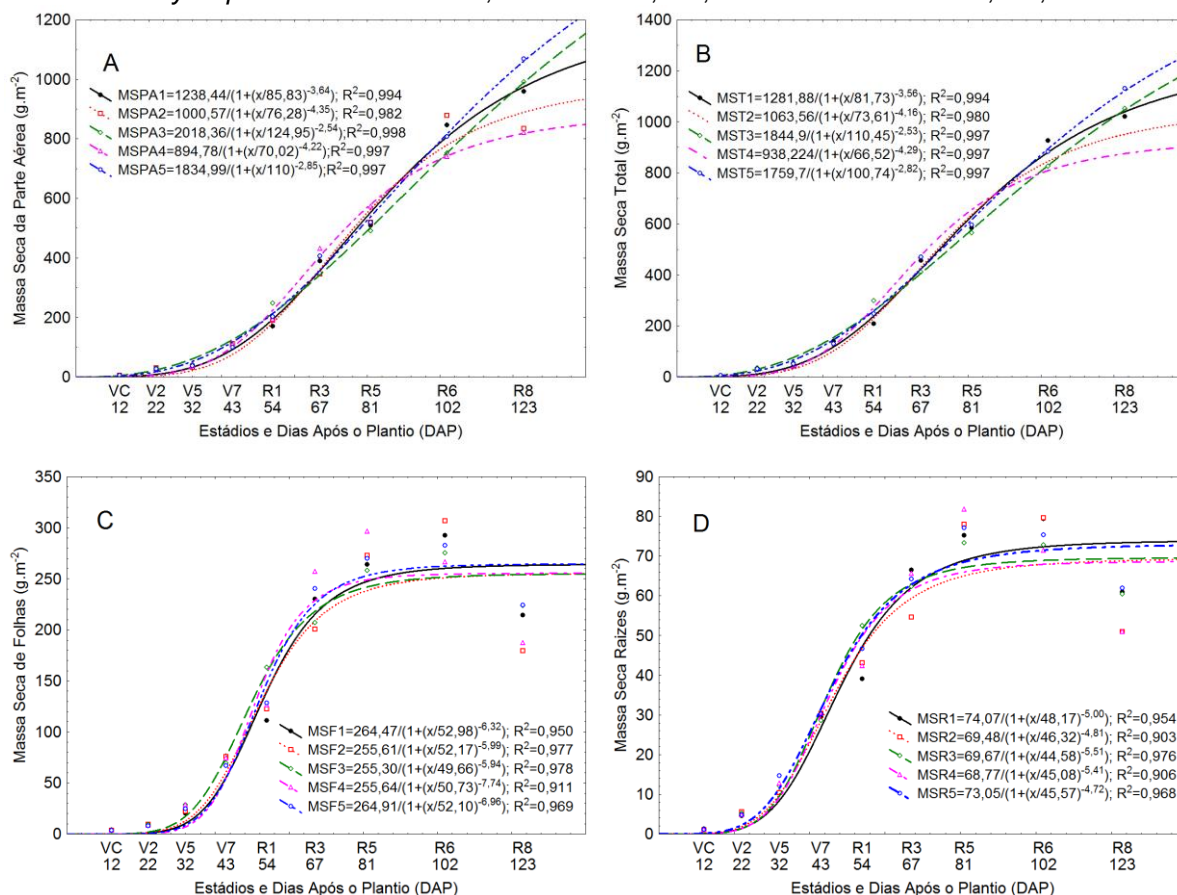 A
Massa Seca da Parte Aérea (g.m⁻²)
1200
1000
800
600
400
200
0
MSPA1=1238,44/(1+(x/85,83)⁻³,⁶⁴); R²=0,994
MSPA2=1000,57/(1+(x/76,28)⁻⁴,³⁵); R²=0,982
MSPA3=2018,36/(1+(x/124,95)⁻²,⁵⁴);R²=0,998
MSPA4=894,78/(1+(x/70,02)⁻⁴,²²); R²=0,997
MSPA5=1834,99/(1+(x/110)⁻²,⁸⁵);R²=0,997
VC V2 V5 V7 R1 R3 R5 R6 R8
12 22 32 43 54 67 81 102 123
Estádios e Dias Após o Plantio (DAP)
B
Massa Seca Total (g.m⁻²)
1400
1200
1000
800
600
400
200
0
MST1=1281,88/(1+(x/81,73)⁻³,⁵⁶); R²=0,994
MST2=1063,56/(1+(x/73,61)⁻⁴,¹⁶); R²=0,980
MST3=1844,9/(1+(x/110,45)⁻²,⁵³); R²=0,997
MST4=938,224/(1+(x/66,52)⁻⁴,²⁹); R²=0,997
MST5=1759,7/(1+(x/100,74)⁻²,⁸²); R²=0,997
VC V2 V5 V7 R1 R3 R5 R6 R8
12 22 32 43 54 67 81 102 123
Estádios e Dias Após o Plantio (DAP)
C
Massa Seca de Folhas (g.m⁻²)
350
300
250
200
150
100
50
0
MSF1=264,47/(1+(x/52,98)⁻⁶,³²); R²=0,950
MSF2=255,61/(1+(x/52,17)⁻⁵,⁹⁹); R²=0,977
MSF3=255,30/(1+(x/49,66)⁻⁵,⁹⁴); R²=0,978
MSF4=255,64/(1+(x/50,73)⁻⁷,⁷⁴); R²=0,911
MSF5=264,91/(1+(x/52,10)⁻⁶,⁹⁶); R²=0,969
VC V2 V5 V7 R1 R3 R5 R6 R8
12 22 32 43 54 67 81 102 123
Estádios e Dias Após o Plantio (DAP)
D
Massa Seca Raizes (g.m⁻²)
90
80
70
60
50
40
30
20
10
0
MSR1=74,07/(1+(x/48,17)⁻⁵,⁰⁰); R²=0,954
MSR2=69,48/(1+(x/46,32)⁻⁴,⁸¹); R²=0,903
MSR3=69,67/(1+(x/44,58)⁻⁵,⁵¹); R²=0,976
MSR4=68,77/(1+(x/45,08)⁻⁵,⁴¹); R²=0,906
MSR5=73,05/(1+(x/45,57)⁻⁴,⁷²); R²=0,968
VC V2 V5 V7 R1 R3 R5 R6 R8
12 22 32 43 54 67 81 102 123
Estádios e Dias Após o Plantio (DAP)